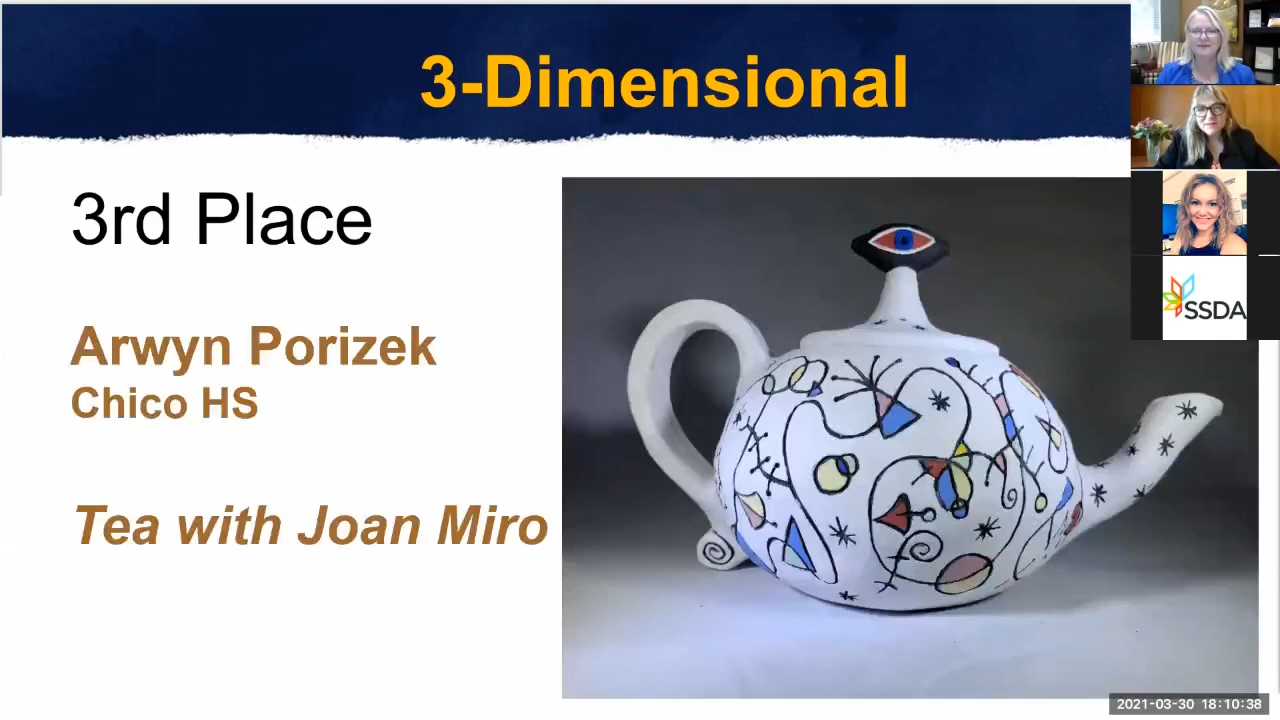 3-Dimensional
3rd Place
Arwyn Porizek
Chico HS
Tea with Joan Miro
SSDA
2021-03-30 18:10:38